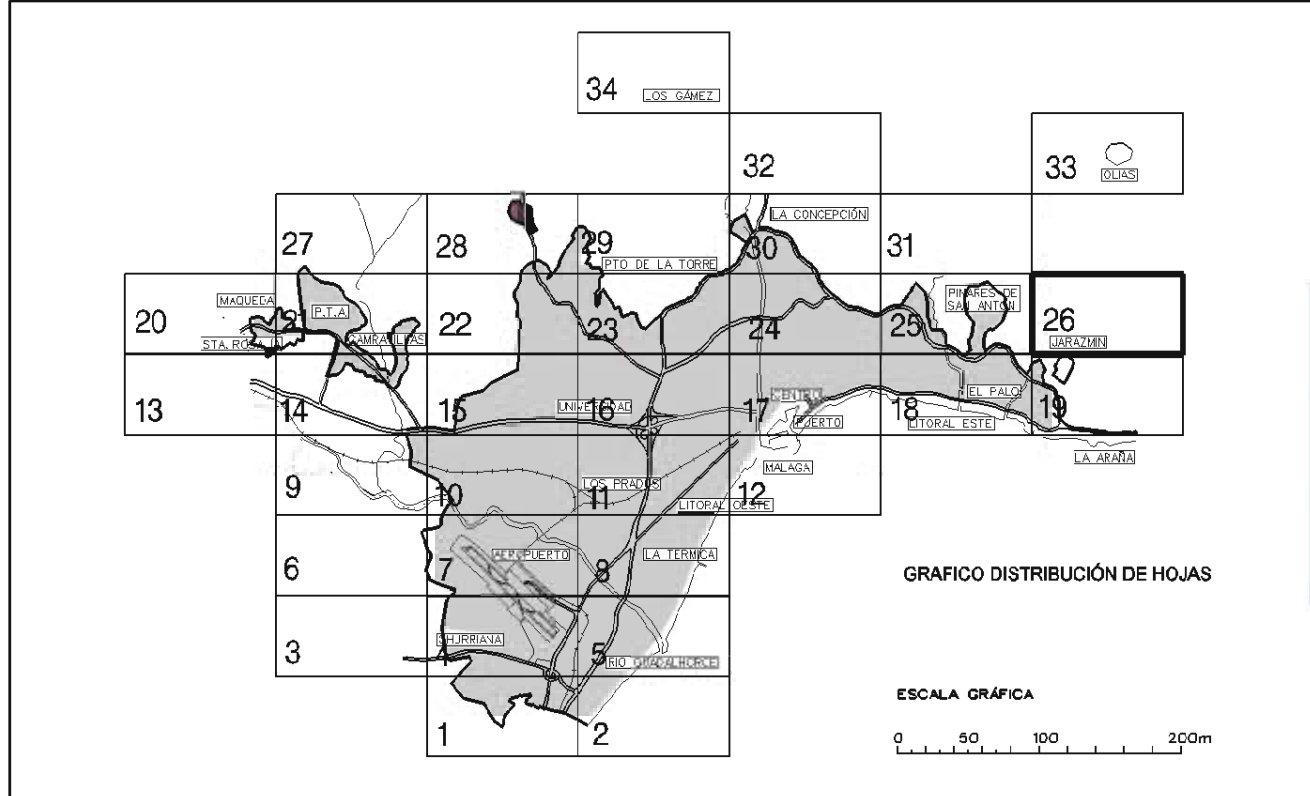 34 LOS GÁMEZ
32
33
OLIAS
LA CONCEPCIÓN
27
28
29
30
31
PTO DE LA TORRE
MAQUEDA
P.T.A
PINARES DE
SAN ANTÓN
20
21
22
23
24
25
26
STA. ROSALÍA
CAMPANILLAS
JARAZMIN
CENTRO
EL PALO
13
14
15
UNIVERSIDAD
16
17
PUERTO
18
LITORAL ESTE
19
LA ARAÑA
MALAGA
9
10
LOS PRADOS
11
12
LITORAL OESTE
6
7
AEROPUERTO
8
LA TERMICA
GRAFICO DISTRIBUCIÓN DE HOJAS
CHURRIANA
3
5
RIO GUADALHORCE
ESCALA GRÁFICA
1
2
0 50 100 200m